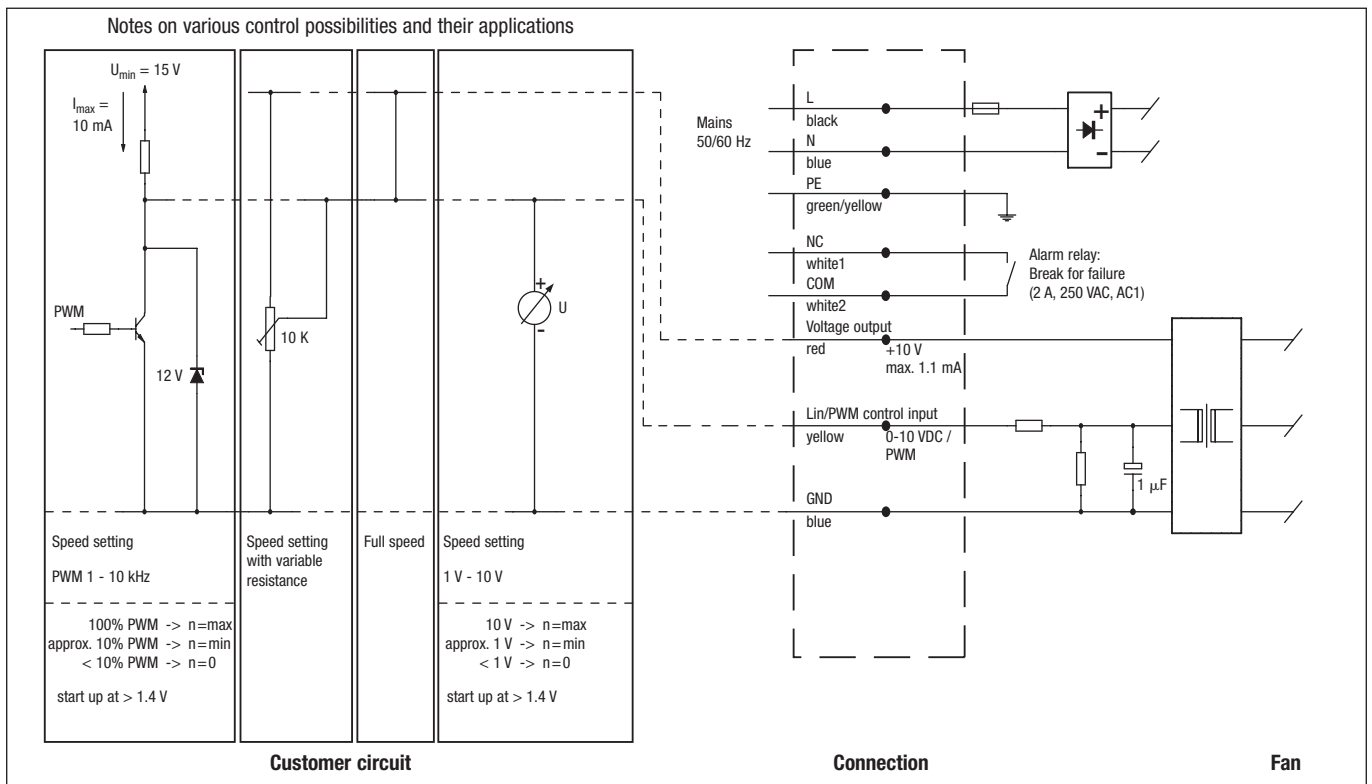 Notes on various control possibilities and their applications
U_min = 15 V
I_max =
10 mA
PWM
12 V
Speed setting
PWM 1 - 10 kHz
100% PWM -> n=max
approx. 10% PWM -> n=min
< 10% PWM -> n=0
start up at > 1.4 V
10 K
Speed setting
with variable
resistance
Full speed
+
U
-
Speed setting
1 V - 10 V
10 V -> n=max
approx. 1 V -> n=min
< 1 V -> n=0
start up at > 1.4 V
Customer circuit
Mains
50/60 Hz
L
black
N
blue
PE
green/yellow
NC
white1
COM
white2
Voltage output
red
+10 V
max. 1.1 mA
Lin/PWM control input
yellow
0-10 VDC /
PWM
GND
blue
Connection
+
-
Alarm relay:
Break for failure
(2 A, 250 VAC, AC1)
1 µF
Fan